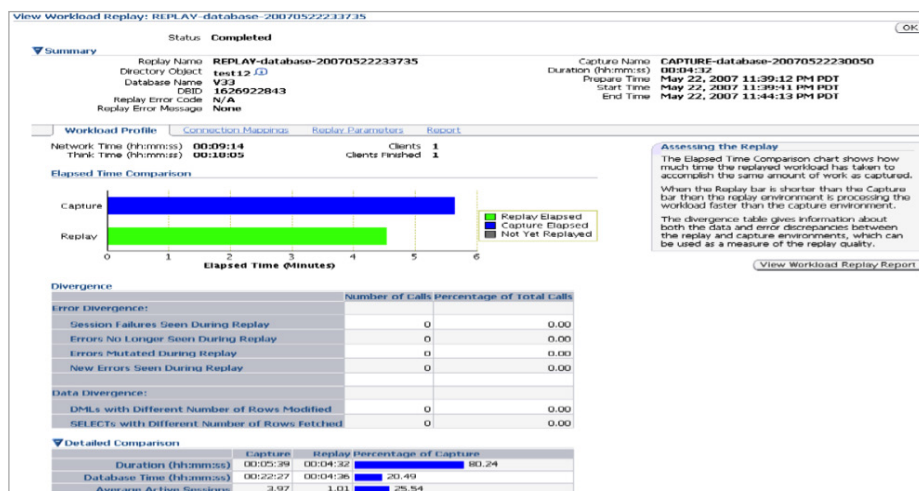 View Workload Replay: REPLAY-database-20070522233735
OK
Status Completed
Summary
Replay Name REPLAY-database-20070522233735
Directory Object test12
Database Name V33
DBID 1626922843
Replay Error Code N/A
Replay Error Message None
Capture Name CAPTURE-database-20070522230050
Duration (hh:mm:ss) 00:04:32
Prepare Time May 22, 2007 11:39:12 PM PDT
Start Time May 22, 2007 11:39:41 PM PDT
End Time May 22, 2007 11:44:13 PM PDT
Workload Profile Connection Mappings Replay Parameters Report
Network Time (hh:mm:ss) 00:09:14 Clients 1
Think Time (hh:mm:ss) 00:18:05 Clients Finished 1
Elapsed Time Comparison
Capture
Replay
0 1 2 3 4 5 6
Elapsed Time (Minutes)
Replay Elapsed
Capture Elapsed
Not Yet Replayed
Assessing the Replay
The Elapsed Time Comparison chart shows how
much time the replayed workload has taken to
accomplish the same amount of work as captured.
When the Replay bar is shorter than the Capture
bar then the replay environment is processing the
workload faster than the capture environment.
The divergence table gives information about
both the data and error discrepancies between
the replay and capture environments, which can
be used as a measure of the replay quality.
View Workload Replay Report
Divergence
Number of Calls Percentage of Total Calls
Error Divergence:
Session Failures Seen During Replay 0 0.00
Errors No Longer Seen During Replay 0 0.00
Errors Mutated During Replay 0 0.00
New Errors Seen During Replay 0 0.00
Data Divergence:
DMLs with Different Number of Rows Modified 0 0.00
SELECTs with Different Number of Rows Fetched 0 0.00
Detailed Comparison
Capture Replay Percentage of Capture
Duration (hh:mm:ss) 00:05:39 00:04:32 80.24
Database Time (hh:mm:ss) 00:22:27 00:04:36 20.49
Average Active Sessions 3.97 1.01 25.54